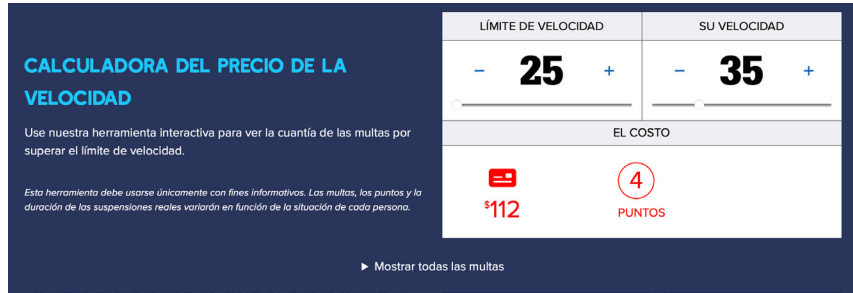 CALCULADORA DEL PRECIO DE LA
VELOCIDAD
Use nuestra herramienta interactiva para ver la cuantía de las multas por
superar el límite de velocidad.
Esta herramienta debe usarse únicamente con fines informativos. Las multas, los puntos y la
duración de las suspensiones reales variarán en función de la situación de cada persona.
LÍMITE DE VELOCIDAD
− 25 +
SU VELOCIDAD
− 35 +
EL COSTO
$112
4
PUNTOS
▶ Mostrar todas las multas